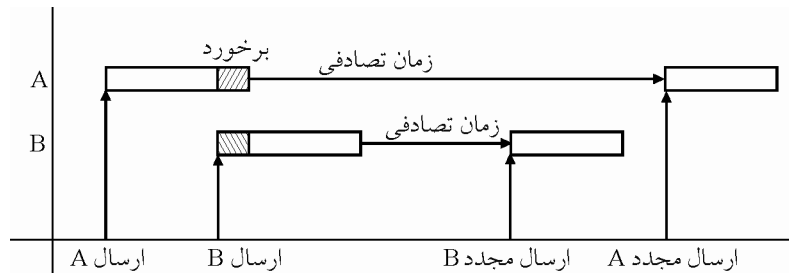 برخورد
A
زمان تصادفی
B
زمان تصادفی
ارسال A
ارسال B
ارسال مجدد B
ارسال مجدد A